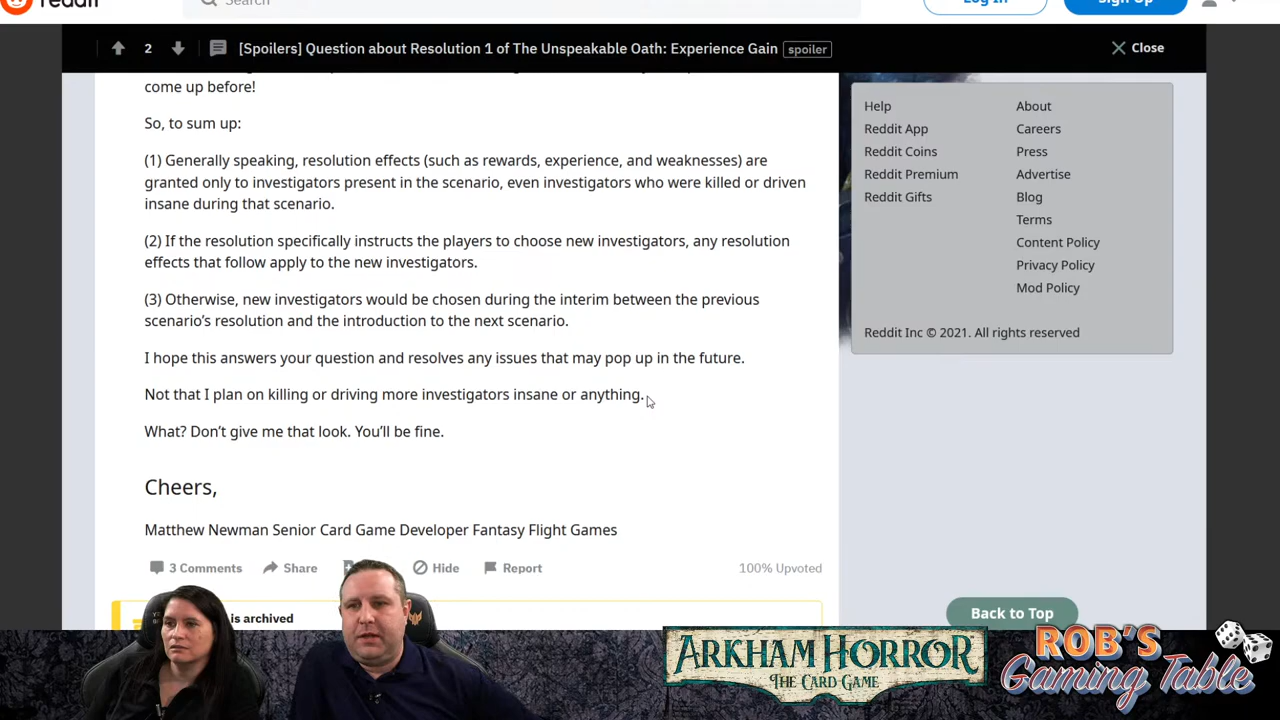 reddit
Search
Log In
Sign Up
2
[Spoilers] Question about Resolution 1 of The Unspeakable Oath: Experience Gain
spoiler
Close
come up before!
So, to sum up:
(1) Generally speaking, resolution effects (such as rewards, experience, and weaknesses) are
granted only to investigators present in the scenario, even investigators who were killed or driven
insane during that scenario.
(2) If the resolution specifically instructs the players to choose new investigators, any resolution
effects that follow apply to the new investigators.
(3) Otherwise, new investigators would be chosen during the interim between the previous
scenario’s resolution and the introduction to the next scenario.
I hope this answers your question and resolves any issues that may pop up in the future.
Not that I plan on killing or driving more investigators insane or anything.
What? Don’t give me that look. You’ll be fine.
Cheers,
Matthew Newman Senior Card Game Developer Fantasy Flight Games
3 Comments
Share
Hide
Report
100% Upvoted
is archived
Help
About
Reddit App
Careers
Reddit Coins
Press
Reddit Premium
Advertise
Reddit Gifts
Blog
Terms
Content Policy
Privacy Policy
Mod Policy
Reddit Inc © 2021. All rights reserved
Back to Top
ARKHAM HORROR
THE CARD GAME
ROB'S
Gaming Table